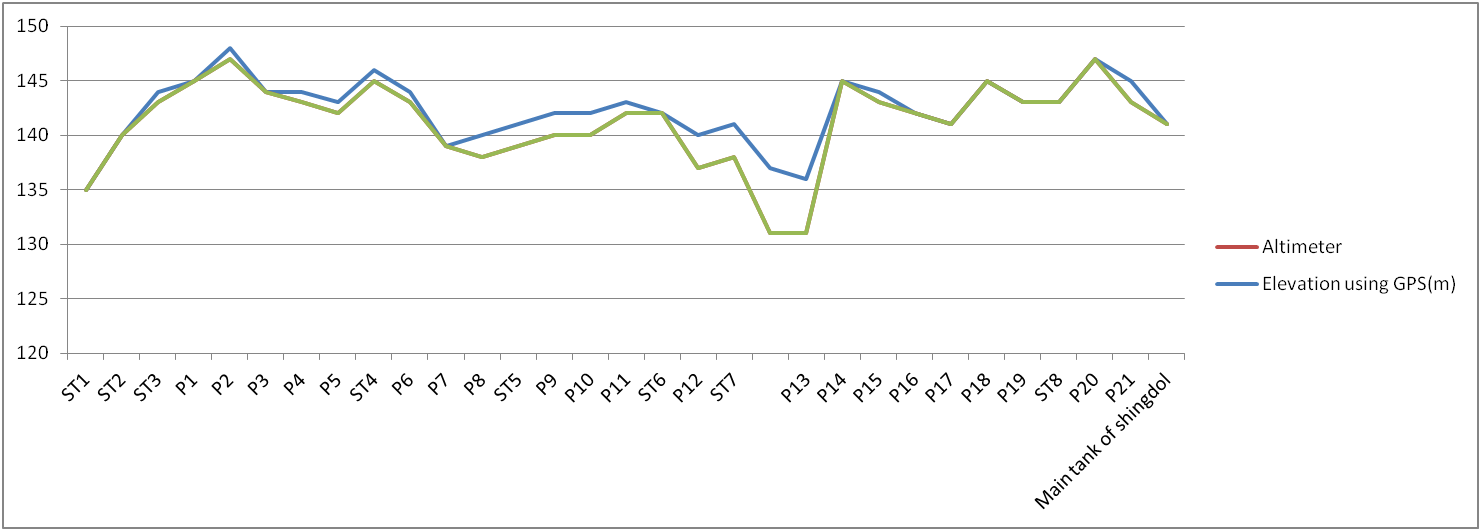 150
145
140
135
130
125
120
ST1
ST2
ST3
P1
P2
P3
P4
P5
ST4
P6
P7
P8
ST5
P9
P10
P11
ST6
P12
ST7
P13
P14
P15
P16
P17
P18
P19
ST8
P20
P21
Main tank of shingdol
Altimeter
Elevation using GPS(m)